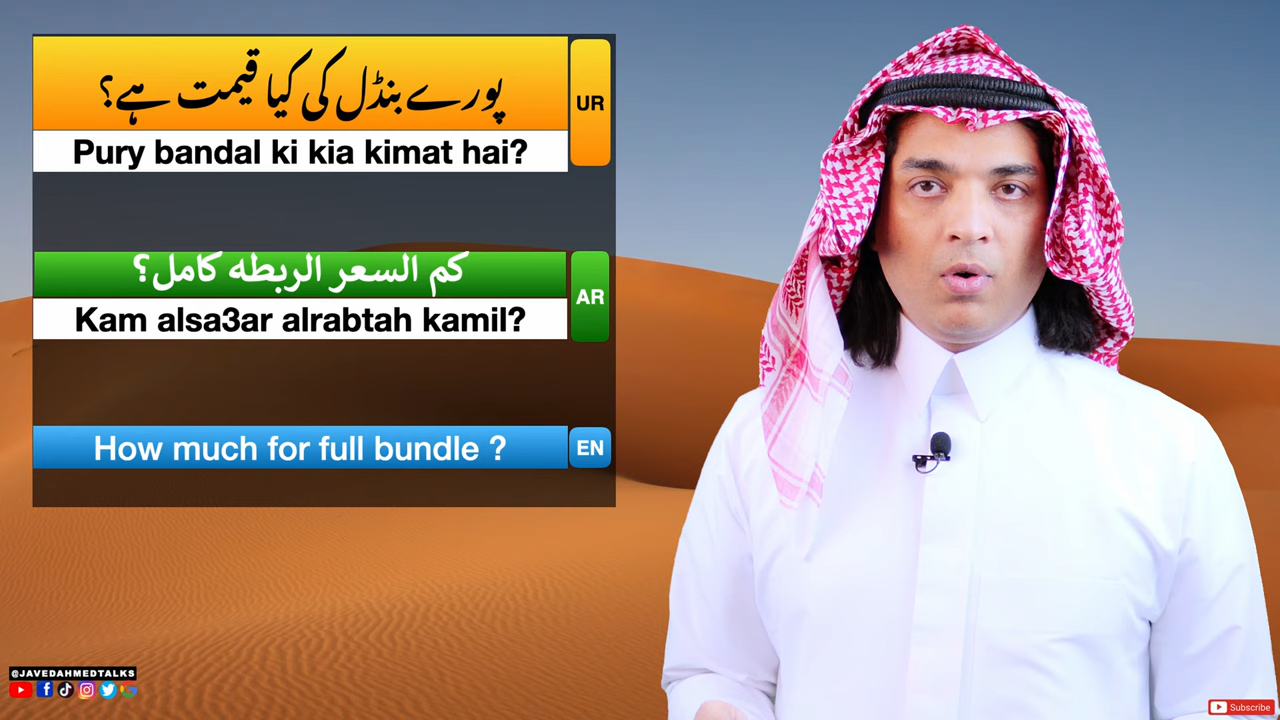 پورے بنڈل کی کیا قیمت ہے؟
UR
Pury bandal ki kia kimat hai?
كم السعر الربطه كامل؟
AR
Kam alsa3ar alrabtah kamil?
How much for full bundle ?
EN
@JAVEDAHMEDTALKS
Subscribe